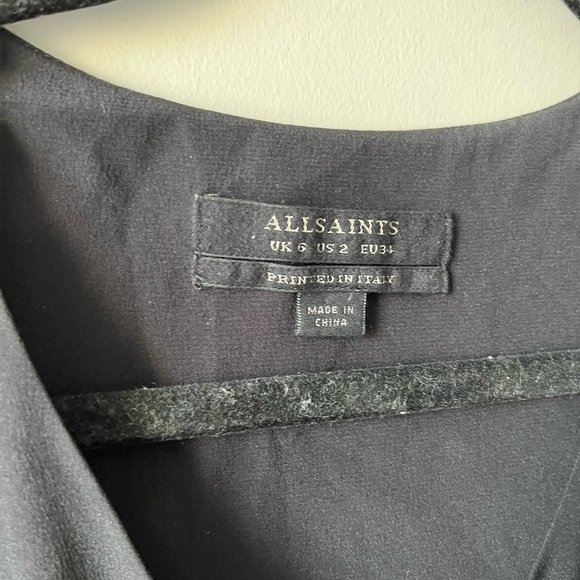 ALLSAINTS
UK 6 US 2 EU34
PRINTED IN ITALY
MADE IN
CHINA